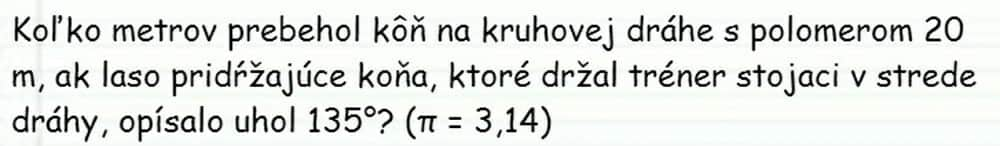 Koľko metrov prebehol kôň na kruhovej dráhe s polomerom 20
m, ak laso pridŕžajúce koňa, ktoré držal tréner stojaci v strede
dráhy, opísalo uhol 135°? (π = 3,14)